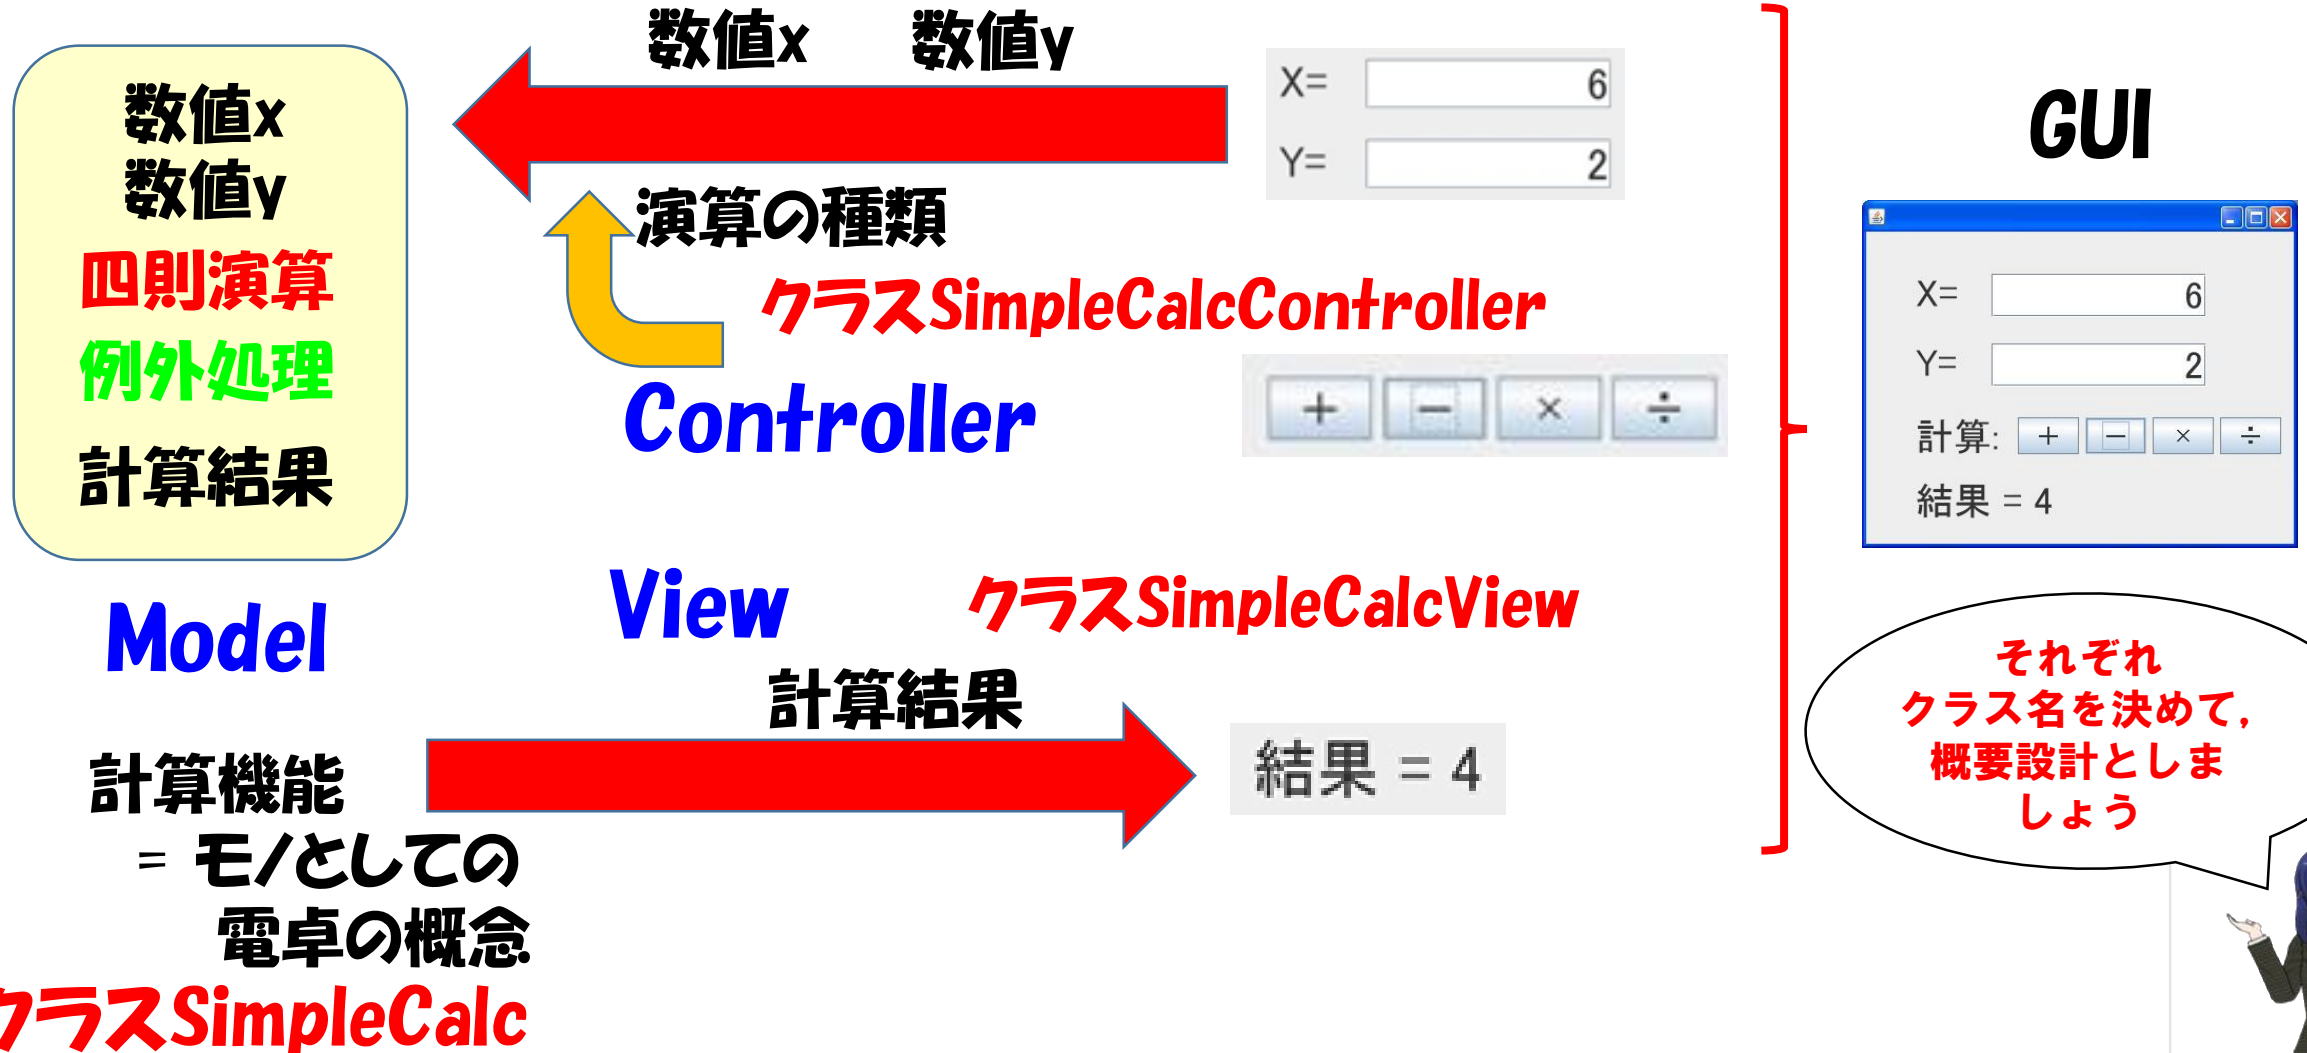 数値x
数値y
四則演算
例外処理
計算結果
Model
計算機能
= モノとしての
電卓の概念
クラスSimpleCalc
数値x 数値y
演算の種類
クラスSimpleCalcController
Controller
X= 6
Y= 2
+ − × ÷
View クラスSimpleCalcView
計算結果
結果 = 4
GUI
X= 6
Y= 2
計算: + − × ÷
結果 = 4
それぞれ
クラス名を決めて,
概要設計としま
しょう